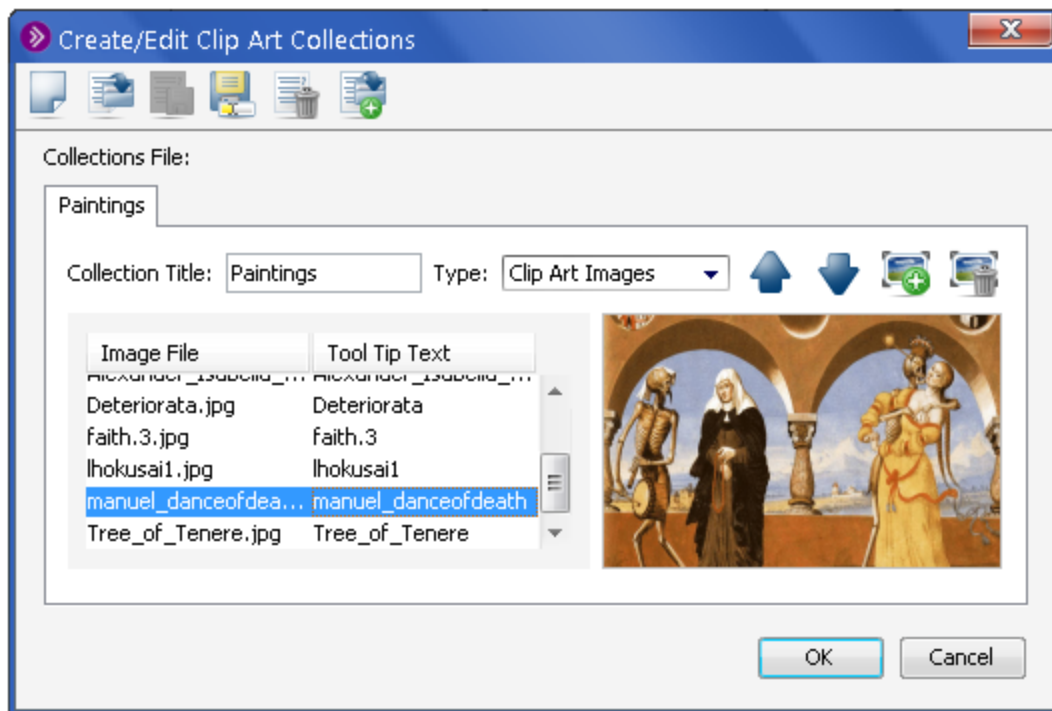 Create/Edit Clip Art Collections
Collections File:
Paintings
Collection Title: Paintings Type: Clip Art Images
Image File Tool Tip Text
Alexander_Isabella_... Alexander_Isabella_...
Deteriorata.jpg Deteriorata
faith.3.jpg faith.3
lhokusai1.jpg lhokusai1
manuel_danceofdea... manuel_danceofdeath
Tree_of_Tenere.jpg Tree_of_Tenere
OK Cancel